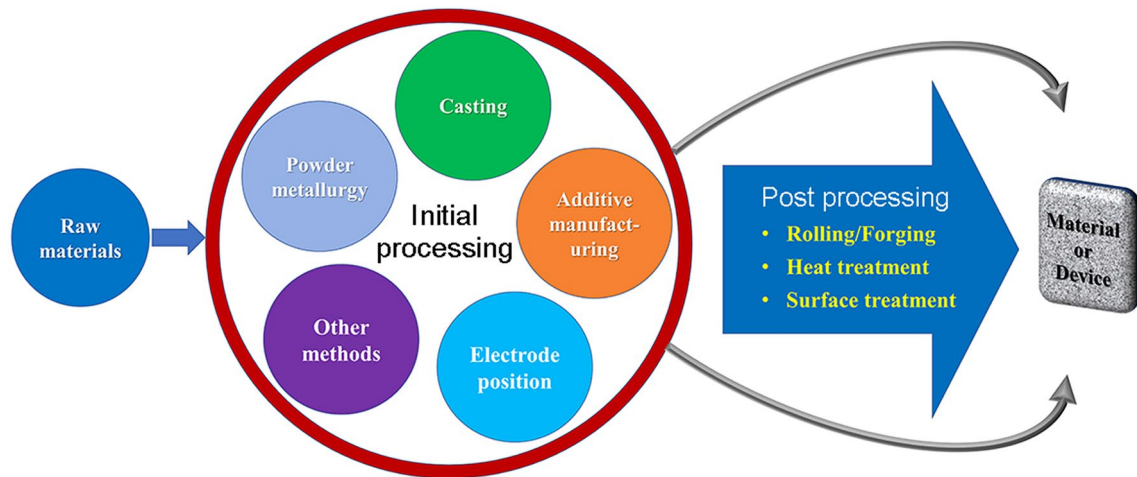 Raw
materials
Casting
Powder
metallurgy
Initial
processing
Additive
manufact-
uring
Other
methods
Electrode
position
Post processing
• Rolling/Forging
• Heat treatment
• Surface treatment
Material
or
Device